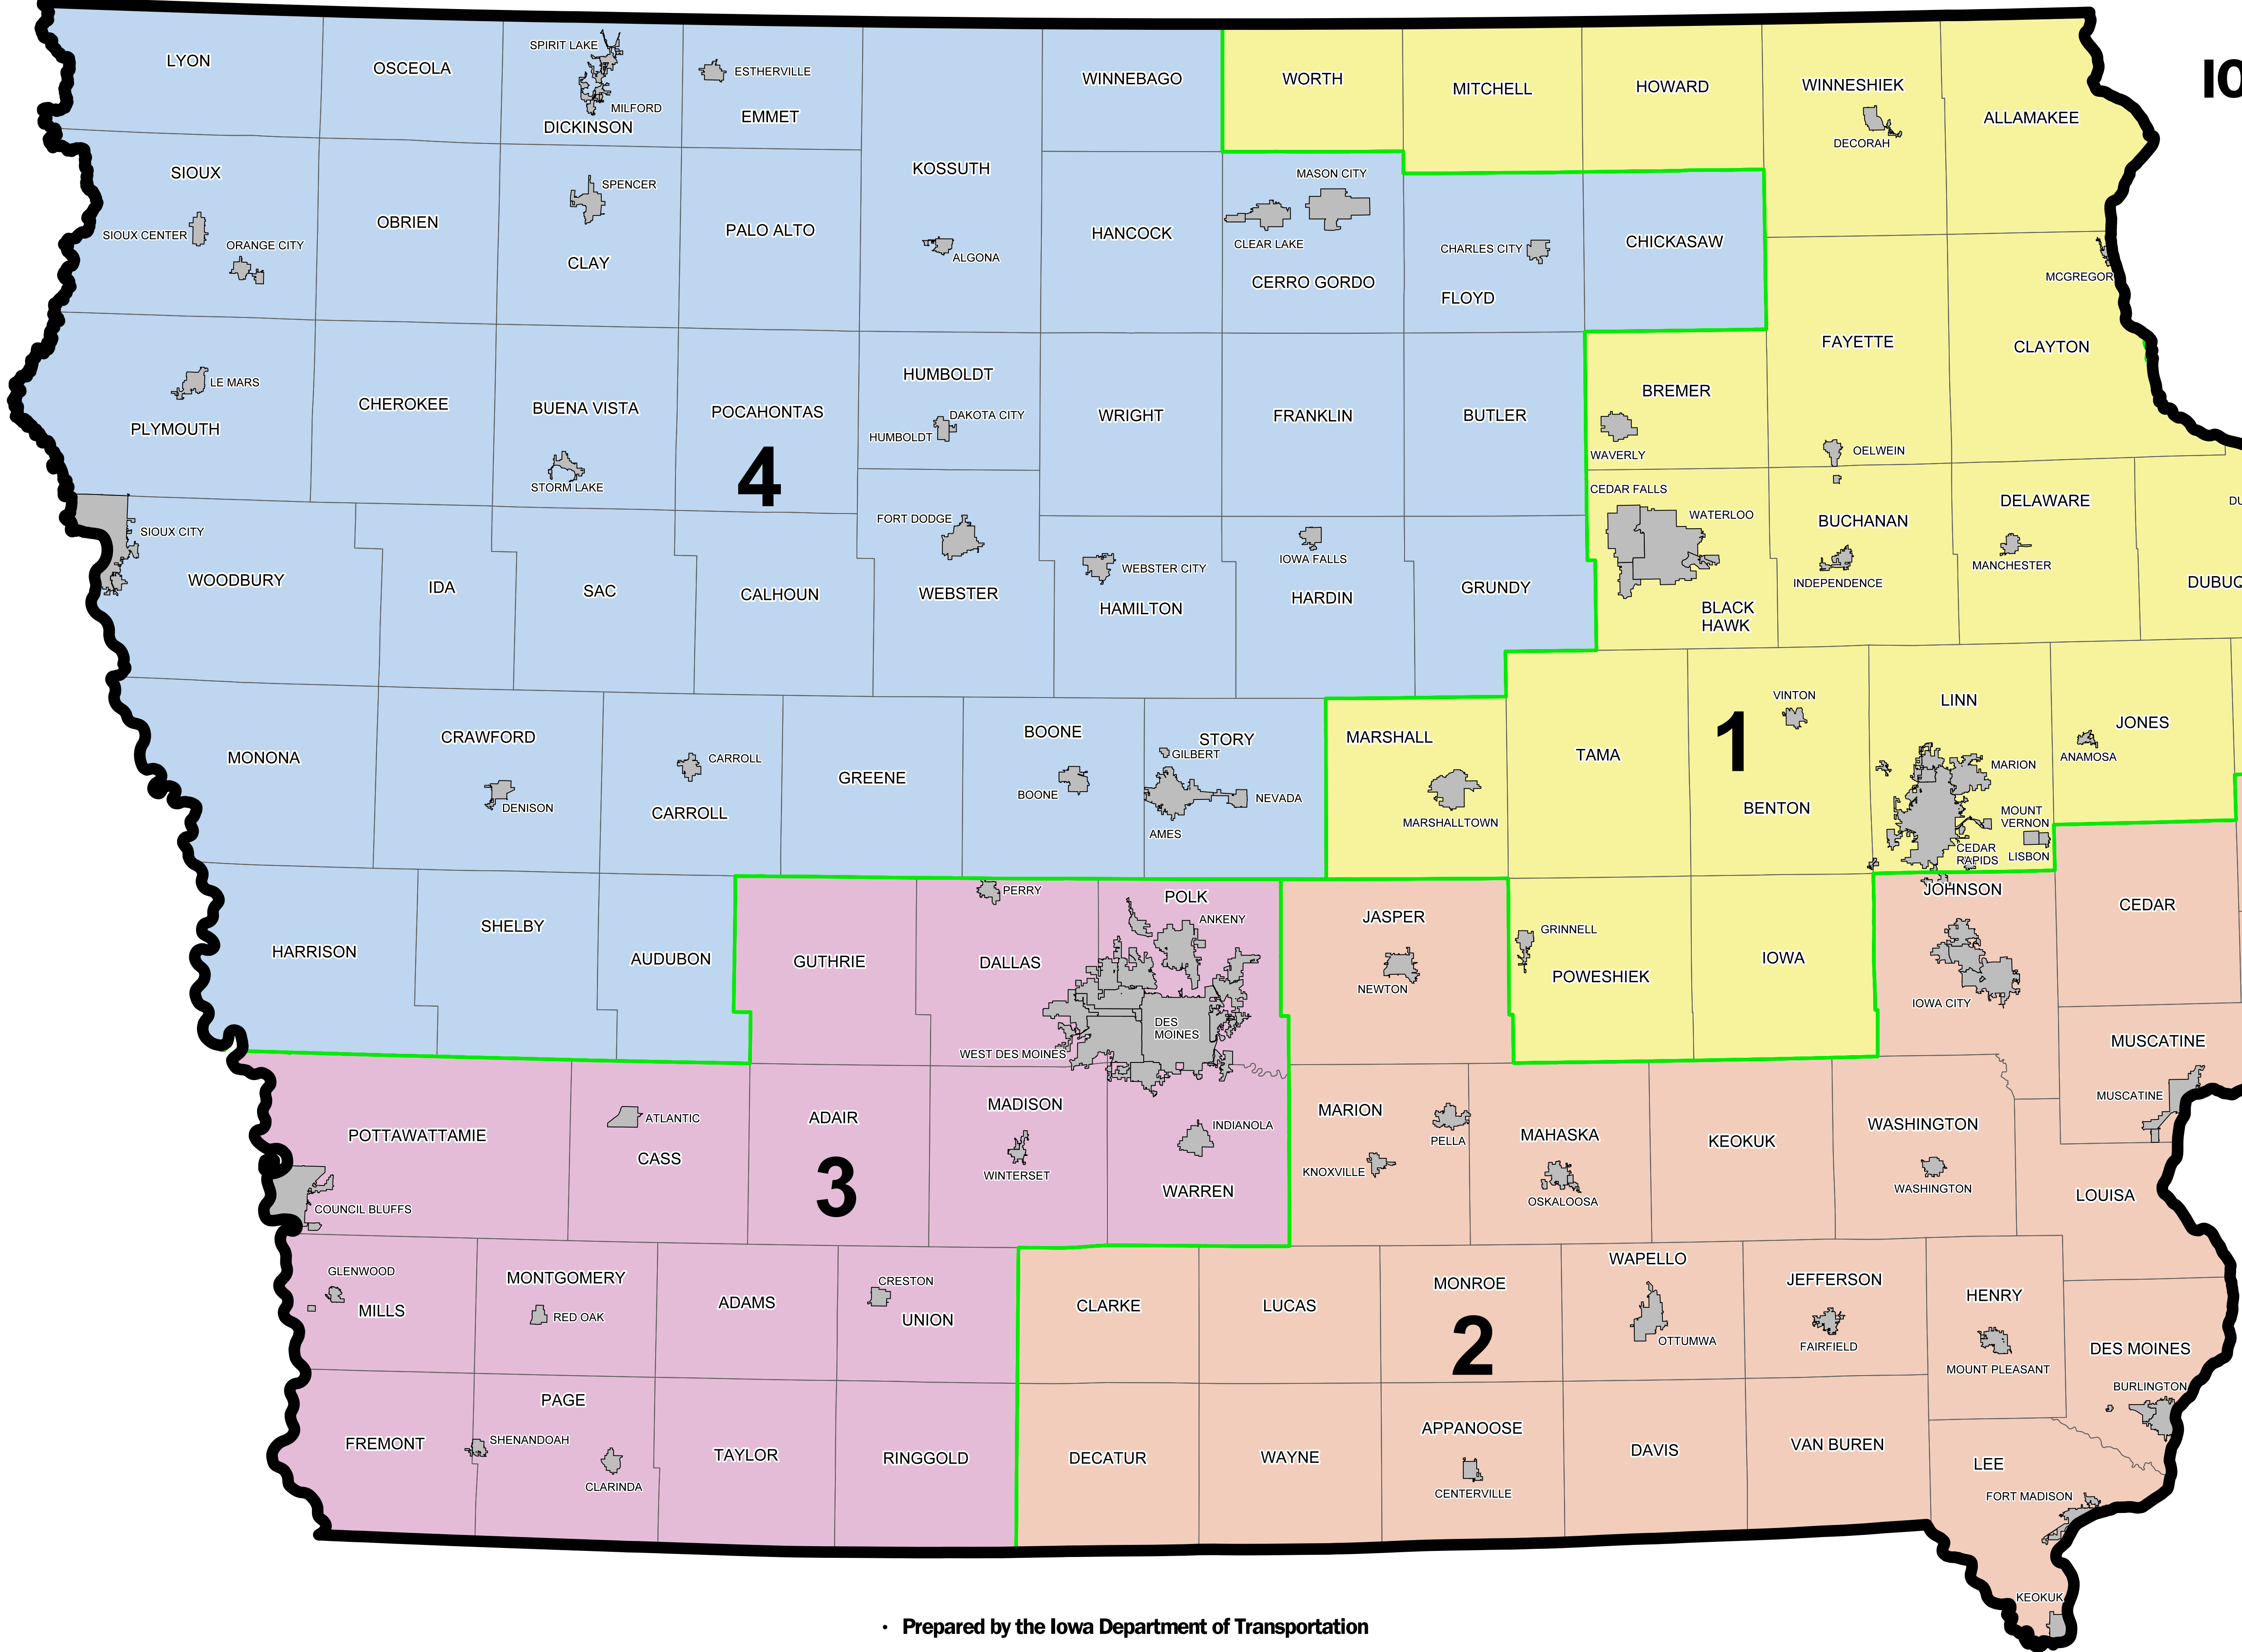 IO
LYON
OSCEOLA
SPIRIT LAKE
MILFORD
DICKINSON
ESTHERVILLE
EMMET
WINNEBAGO
WORTH
MITCHELL
HOWARD
WINNESHIEK
DECORAH
ALLAMAKEE
SIOUX
SIOUX CENTER
ORANGE CITY
OBRIEN
SPENCER
CLAY
PALO ALTO
KOSSUTH
ALGONA
HANCOCK
MASON CITY
CLEAR LAKE
CERRO GORDO
CHARLES CITY
FLOYD
CHICKASAW
MCGREGOR
FAYETTE
CLAYTON
LE MARS
PLYMOUTH
CHEROKEE
BUENA VISTA
STORM LAKE
POCAHONTAS
4
HUMBOLDT
DAKOTA CITY
HUMBOLDT
WRIGHT
FRANKLIN
BUTLER
BREMER
WAVERLY
OELWEIN
SIOUX CITY
WOODBURY
IDA
SAC
CALHOUN
FORT DODGE
WEBSTER
WEBSTER CITY
HAMILTON
IOWA FALLS
HARDIN
GRUNDY
CEDAR FALLS
WATERLOO
BLACK
HAWK
BUCHANAN
INDEPENDENCE
DELAWARE
MANCHESTER
DU
DUBUQ
MONONA
CRAWFORD
DENISON
CARROLL
CARROLL
GREENE
BOONE
BOONE
STORY
GILBERT
NEVADA
AMES
MARSHALL
MARSHALLTOWN
TAMA
1
VINTON
BENTON
LINN
MARION
MOUNT
VERNON
CEDAR
RAPIDS
LISBON
JONES
ANAMOSA
HARRISON
SHELBY
AUDUBON
GUTHRIE
PERRY
DALLAS
POLK
ANKENY
DES
MOINES
WEST DES MOINES
JASPER
NEWTON
GRINNELL
POWESHIEK
IOWA
JOHNSON
IOWA CITY
CEDAR
MUSCATINE
MUSCATINE
POTTAWATTAMIE
COUNCIL BLUFFS
ATLANTIC
CASS
ADAIR
3
MADISON
WINTERSET
INDIANOLA
WARREN
MARION
PELLA
KNOXVILLE
MAHASKA
OSKALOOSA
KEOKUK
WASHINGTON
WASHINGTON
LOUISA
GLENWOOD
MILLS
MONTGOMERY
RED OAK
ADAMS
CRESTON
UNION
CLARKE
LUCAS
MONROE
2
WAPELLO
OTTUMWA
JEFFERSON
FAIRFIELD
HENRY
MOUNT PLEASANT
DES MOINES
BURLINGTON
FREMONT
PAGE
SHENANDOAH
CLARINDA
TAYLOR
RINGGOLD
DECATUR
WAYNE
APPANOOSE
CENTERVILLE
DAVIS
VAN BUREN
LEE
FORT MADISON
KEOKUK
• Prepared by the Iowa Department of Transportation